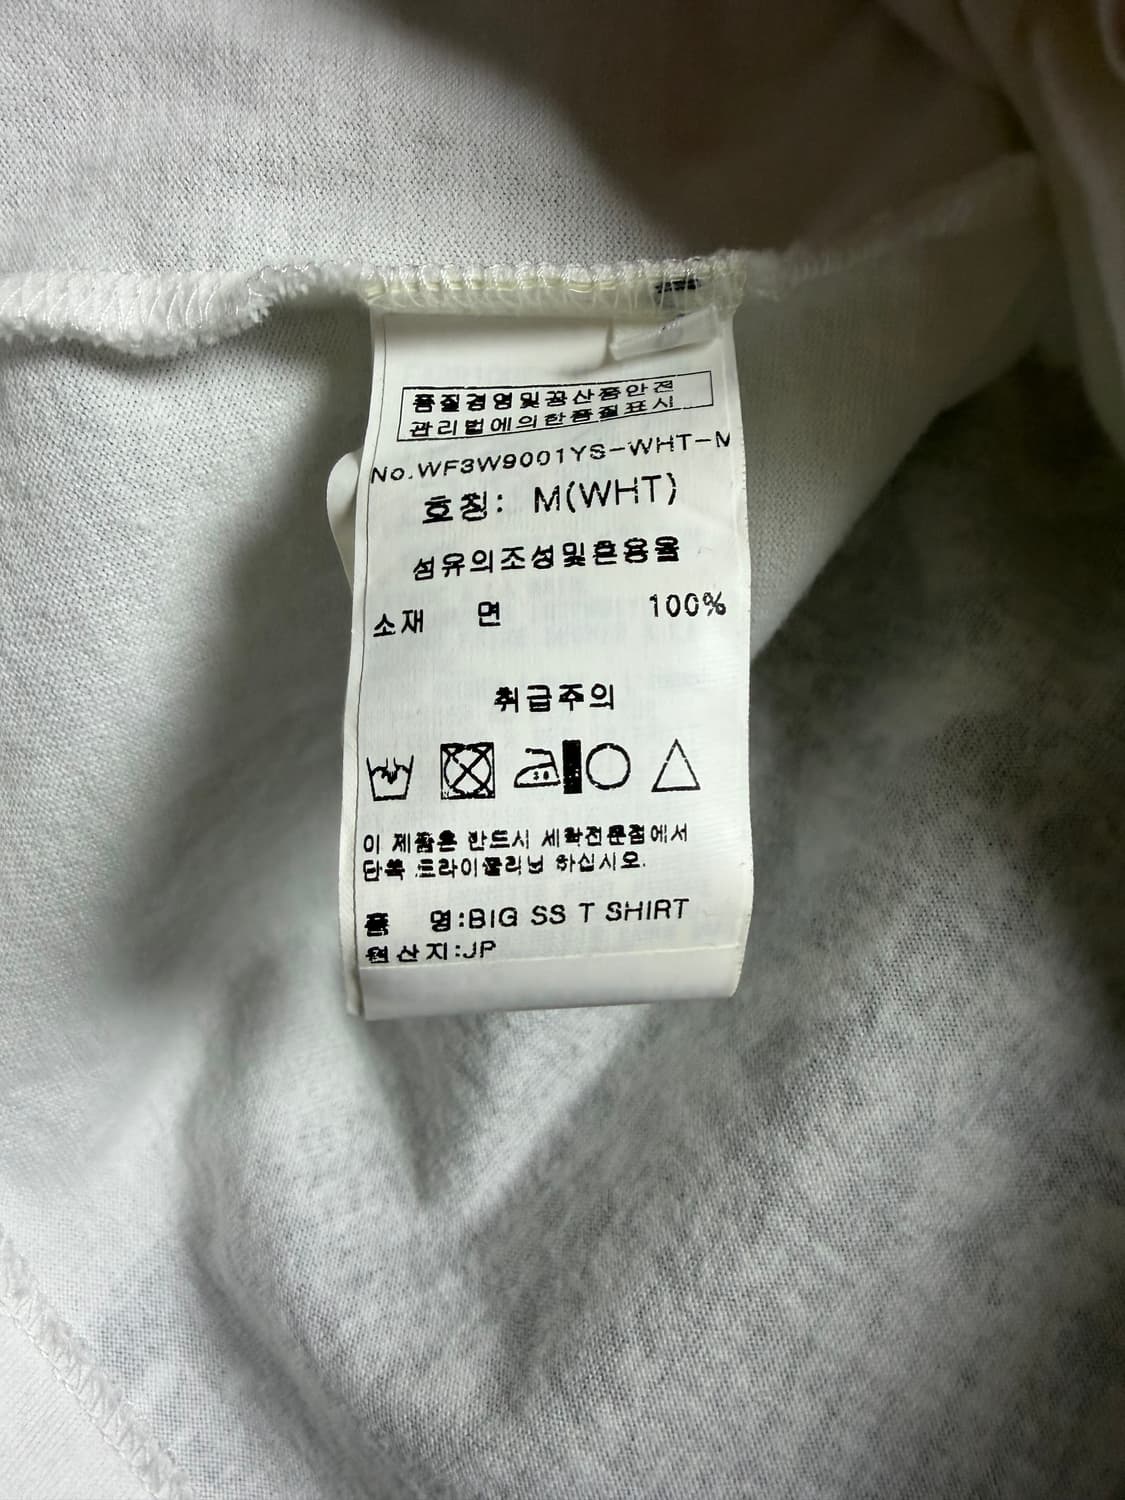 품질경영및공산품안전
관리법에의한품질표시
No.WF3W9001YS-WHT-M
호칭: M(WHT)
섬유의조성및혼용율
소재 면 100%
취급주의
이 제품은 반드시 세탁전문점에서
단독 드라이클리닝 하십시오.
품 명:BIG SS T SHIRT
원산지:JP